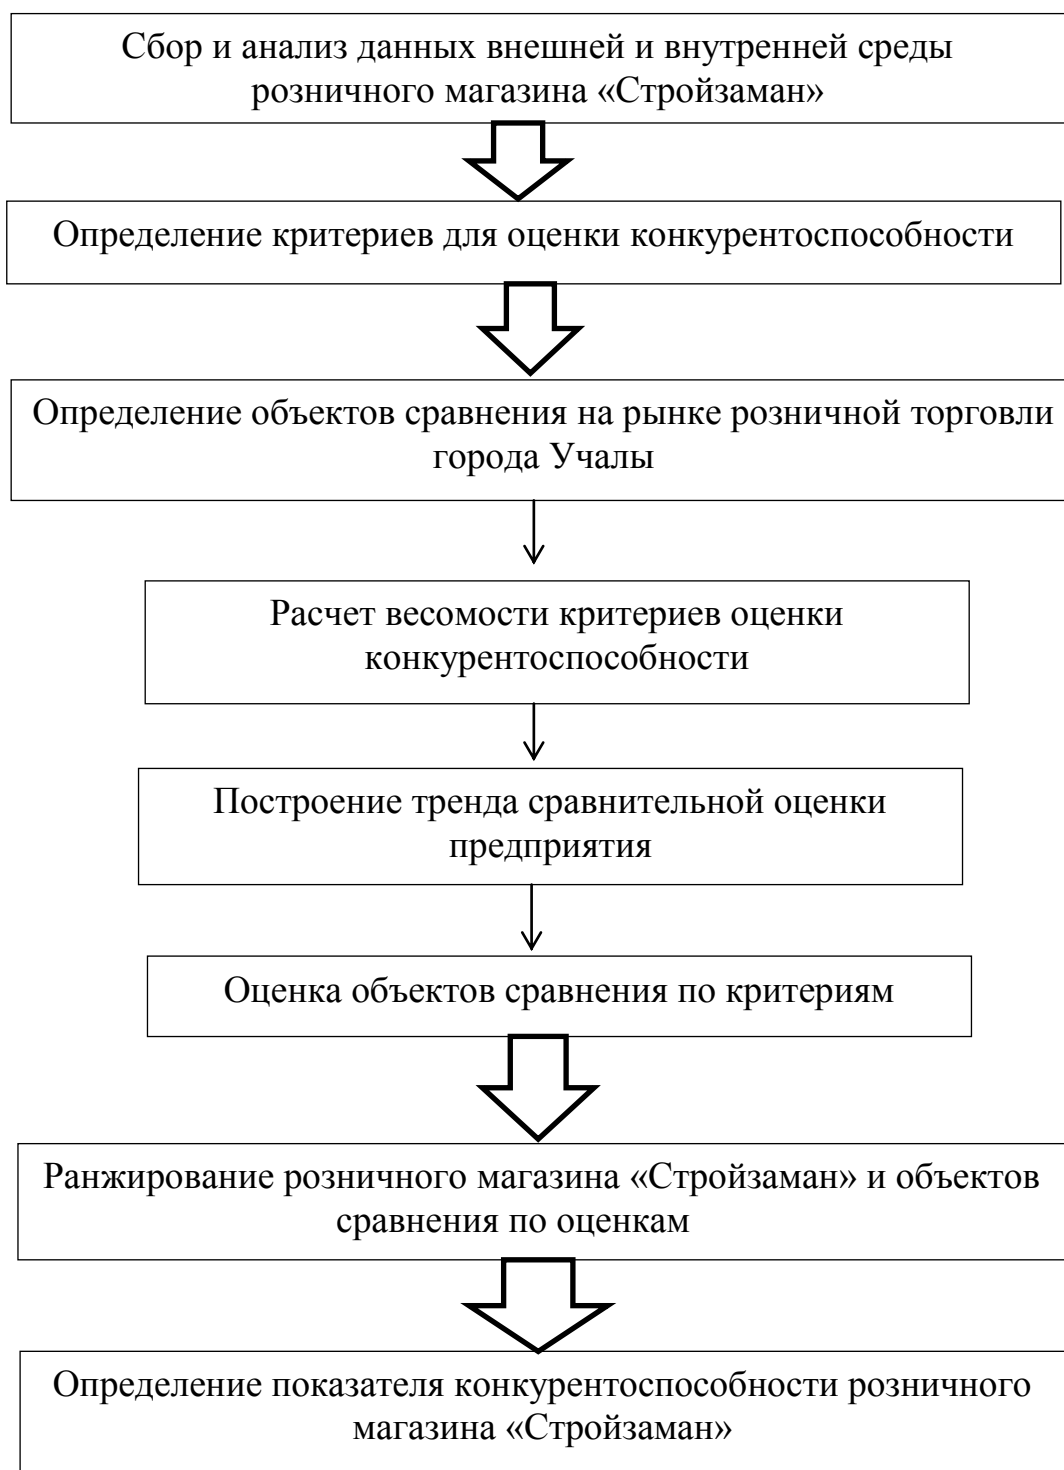 Сбор и анализ данных внешней и внутренней среды
розничного магазина «Стройзаман»
Определение критериев для оценки конкурентоспособности
Определение объектов сравнения на рынке розничной торговли
города Учалы
Расчет весомости критериев оценки
конкурентоспособности
Построение тренда сравнительной оценки
предприятия
Оценка объектов сравнения по критериям
Ранжирование розничного магазина «Стройзаман» и объектов
сравнения по оценкам
Определение показателя конкурентоспособности розничного
магазина «Стройзаман»